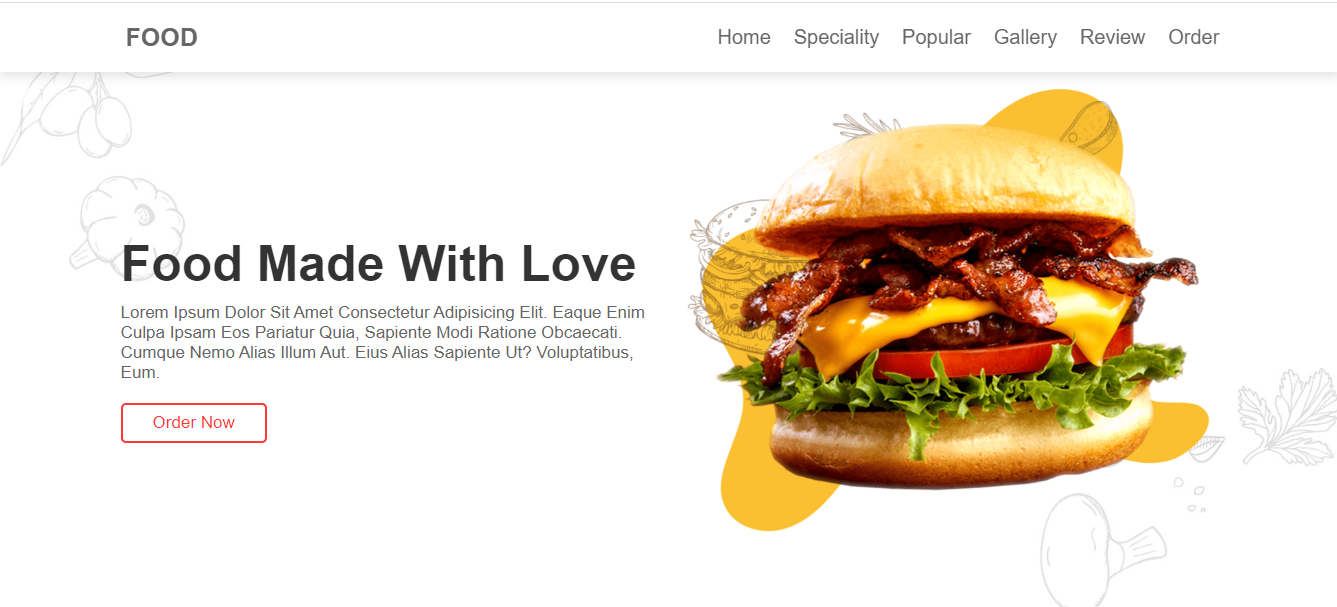 FOOD
Home Speciality Popular Gallery Review Order
Food Made With Love
Lorem Ipsum Dolor Sit Amet Consectetur Adipisicing Elit. Eaque Enim
Culpa Ipsam Eos Pariatur Quia, Sapiente Modi Ratione Obcaecati.
Cumque Nemo Alias Illum Aut. Eius Alias Sapiente Ut? Voluptatibus,
Eum.
Order Now